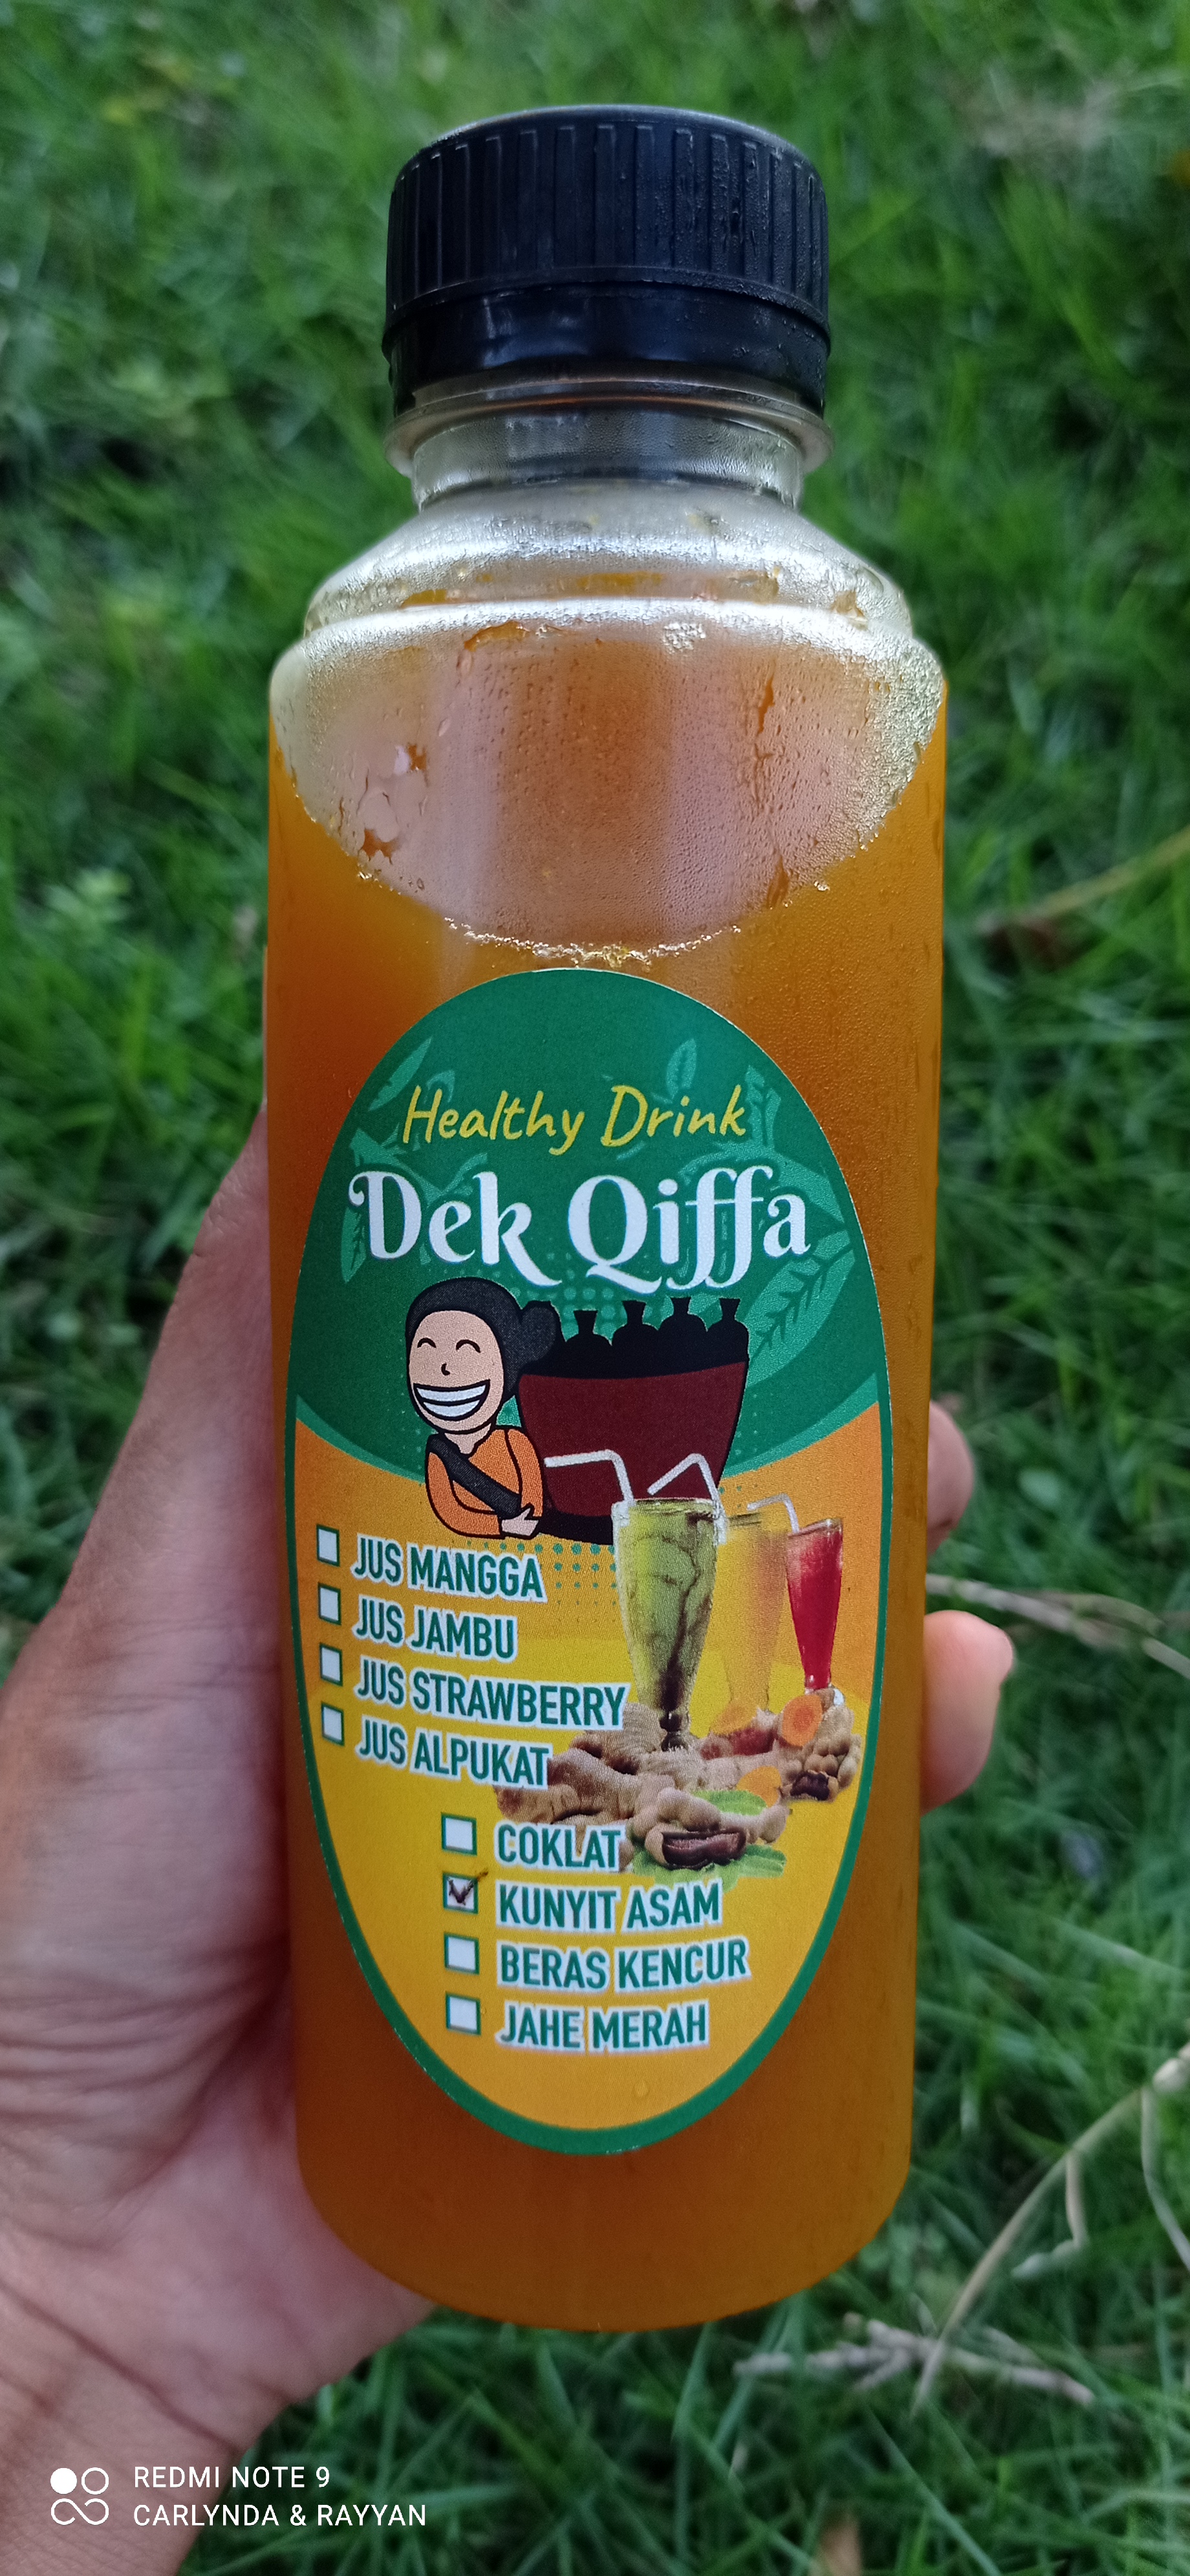 Healthy Drink
Dek Qiffa
JUS MANGGA
JUS JAMBU
JUS STRAWBERRY
JUS ALPUKAT
COKLAT
KUNYIT ASAM
BERAS KENCUR
JAHE MERAH
REDMI NOTE 9
CARLYNDA & RAYYAN